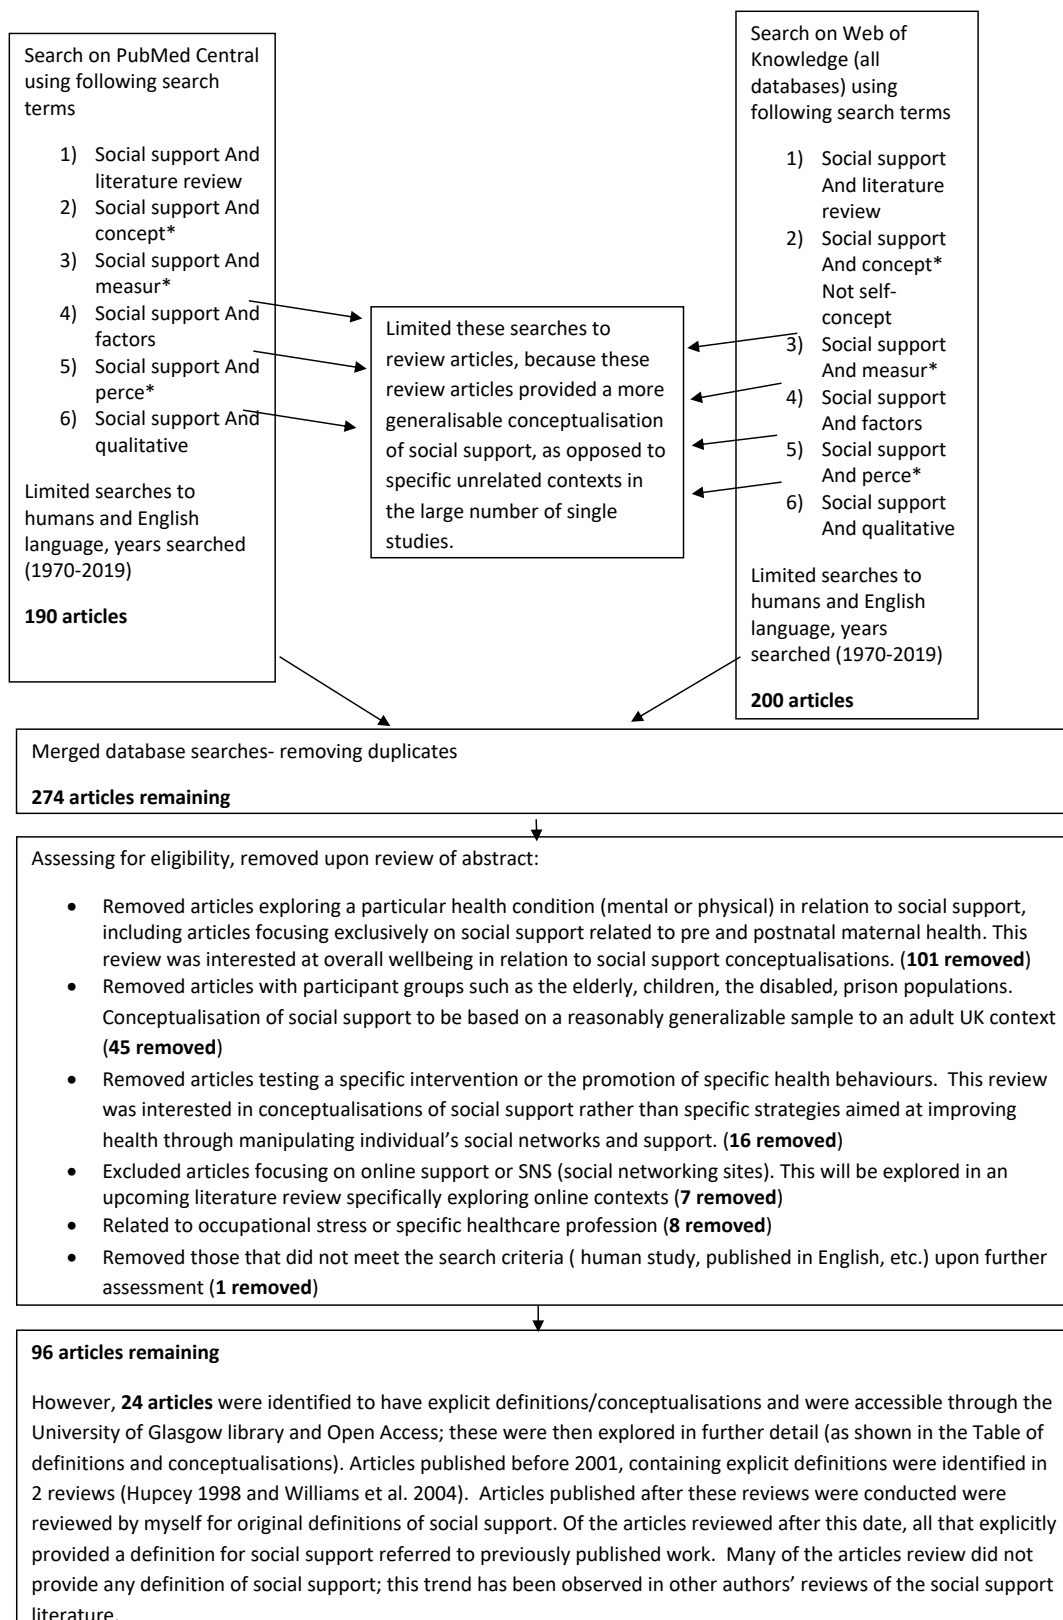 Search on PubMed Central
using following search
terms
1) Social support And
literature review
2) Social support And
concept*
3) Social support And
measur*
4) Social support And
factors
5) Social support And
perce*
6) Social support And
qualitative
Limited searches to
humans and English
language, years searched
(1970-2019)
190 articles
Limited these searches to
review articles, because these
review articles provided a more
generalisable conceptualisation
of social support, as opposed to
specific unrelated contexts in
the large number of single
studies.
Search on Web of
Knowledge (all
databases) using
following search terms
1) Social support
And literature
review
2) Social support
And concept*
Not self-
concept
3) Social support
And measur*
4) Social support
And factors
5) Social support
And perce*
6) Social support
And qualitative
Limited searches to
humans and English
language, years
searched (1970-2019)
200 articles
Merged database searches- removing duplicates
274 articles remaining
Assessing for eligibility, removed upon review of abstract:
• Removed articles exploring a particular health condition (mental or physical) in relation to social support,
including articles focusing exclusively on social support related to pre and postnatal maternal health. This
review was interested at overall wellbeing in relation to social support conceptualisations. (101 removed)
• Removed articles with participant groups such as the elderly, children, the disabled, prison populations.
Conceptualisation of social support to be based on a reasonably generalizable sample to an adult UK context
(45 removed)
• Removed articles testing a specific intervention or the promotion of specific health behaviours. This review
was interested in conceptualisations of social support rather than specific strategies aimed at improving
health through manipulating individual's social networks and support. (16 removed)
• Excluded articles focusing on online support or SNS (social networking sites). This will be explored in an
upcoming literature review specifically exploring online contexts (7 removed)
• Related to occupational stress or specific healthcare profession (8 removed)
• Removed those that did not meet the search criteria ( human study, published in English, etc.) upon further
assessment (1 removed)
96 articles remaining
However, 24 articles were identified to have explicit definitions/conceptualisations and were accessible through the
University of Glasgow library and Open Access; these were then explored in further detail (as shown in the Table of
definitions and conceptualisations). Articles published before 2001, containing explicit definitions were identified in
2 reviews (Hupcey 1998 and Williams et al. 2004). Articles published after these reviews were conducted were
reviewed by myself for original definitions of social support. Of the articles reviewed after this date, all that explicitly
provided a definition for social support referred to previously published work. Many of the articles review did not
provide any definition of social support; this trend has been observed in other authors' reviews of the social support
literature.